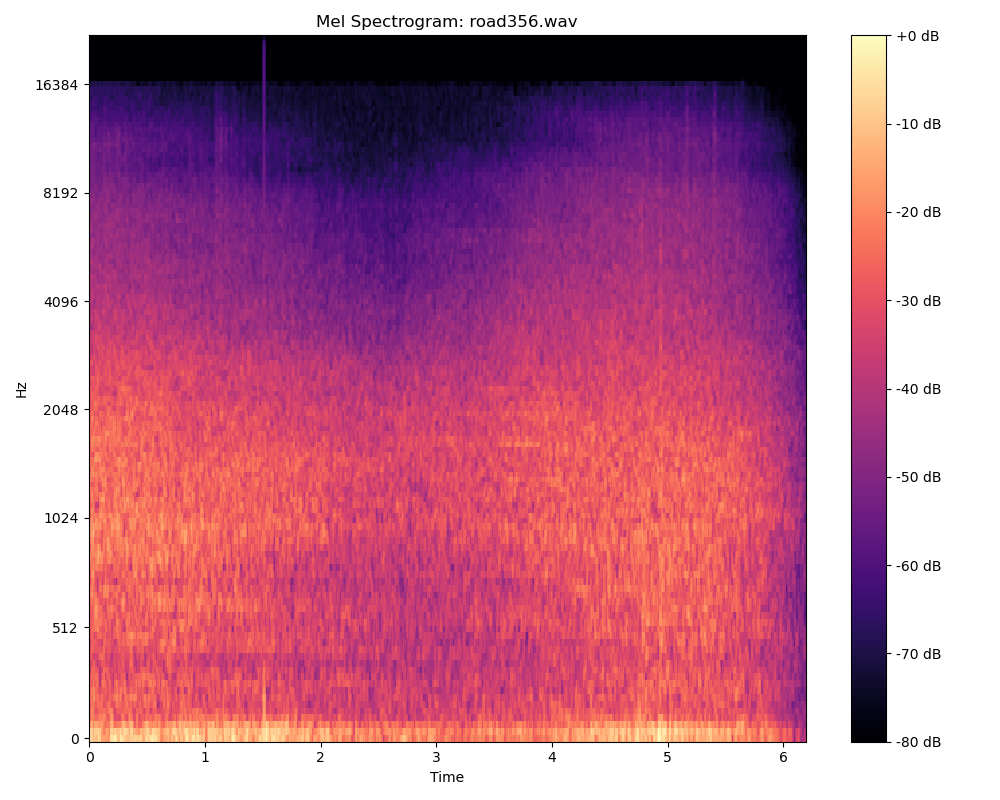 Mel Spectrogram: road356.wav
+0 dB
16384
-10 dB
8192
-20 dB
4096
-30 dB
Hz
2048
-40 dB
-50 dB
1024
-60 dB
512
-70 dB
0
-80 dB
0 1 2 3 4 5 6
Time